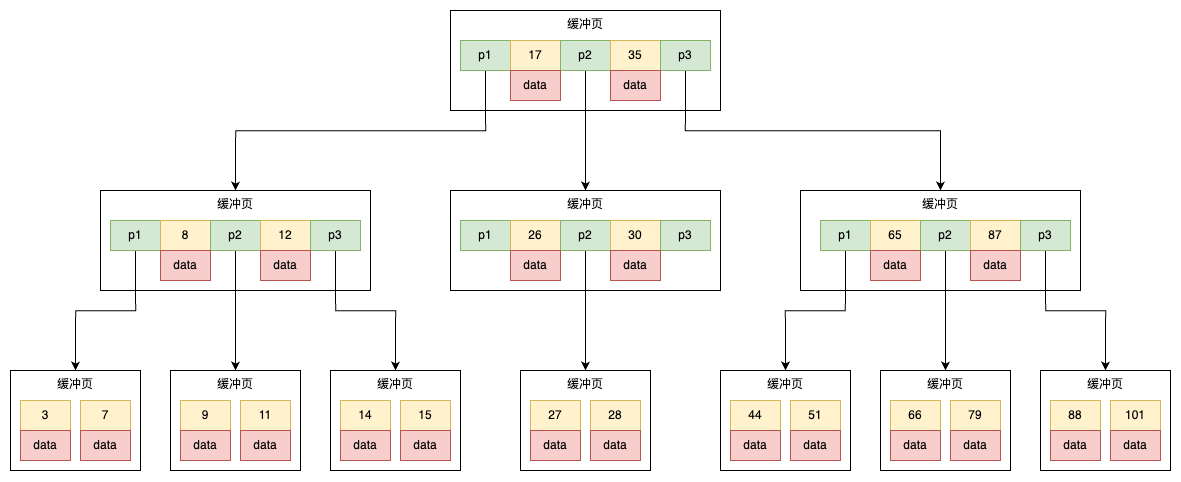 缓冲页
p1 17 p2 35 p3
data data
缓冲页 缓冲页 缓冲页
p1 8 p2 12 p3 p1 26 p2 30 p3 p1 65 p2 87 p3
data data data data data data
缓冲页 缓冲页 缓冲页 缓冲页 缓冲页 缓冲页 缓冲页
3 7 9 11 14 15 27 28 44 51 66 79 88 101
data data data data data data data data data data data data data data